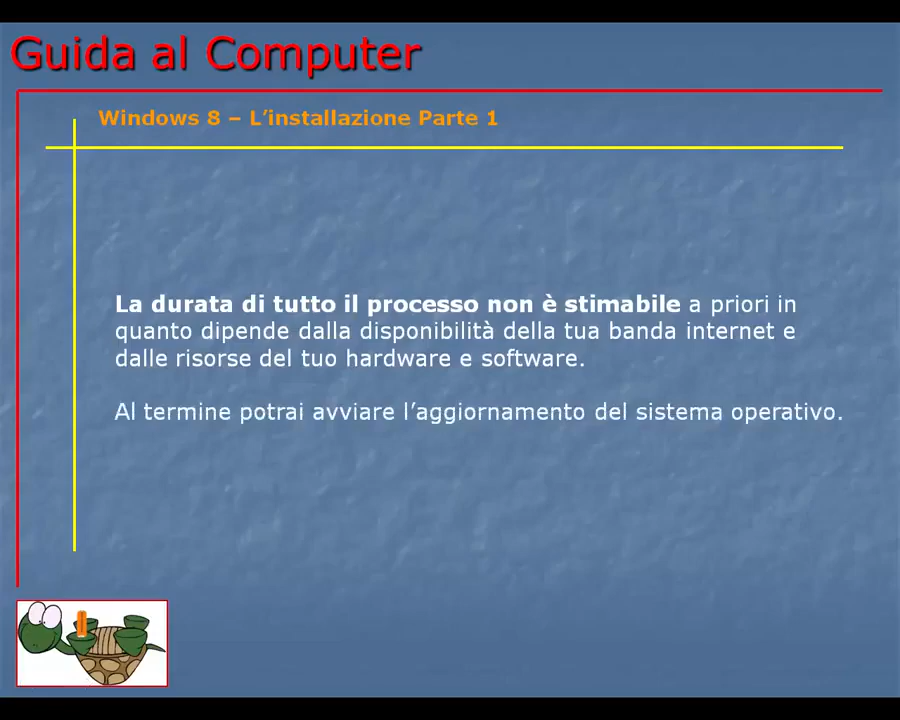 Guida al Computer
Windows 8 – L’installazione Parte 1
La durata di tutto il processo non è stimabile a priori in
quanto dipende dalla disponibilità della tua banda internet e
dalle risorse del tuo hardware e software.
Al termine potrai avviare l’aggiornamento del sistema operativo.